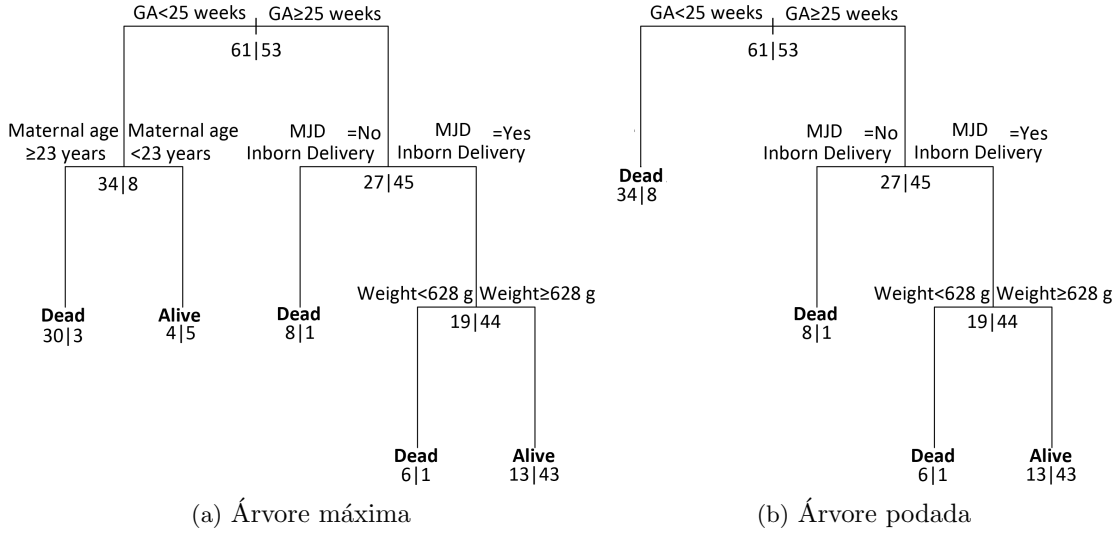 GA<25 weeks GA≥25 weeks
61|53
Maternal age ≥23 years
Maternal age <23 years
MJD =No
Inborn Delivery
MJD =Yes
Inborn Delivery
34|8
27|45
Dead
30|3
Alive
4|5
Dead
8|1
Weight<628 g Weight≥628 g
19|44
Dead
6|1
Alive
13|43
(a) Árvore máxima
GA<25 weeks GA≥25 weeks
61|53
Dead
34|8
MJD =No
Inborn Delivery
MJD =Yes
Inborn Delivery
27|45
Dead
8|1
Weight<628 g Weight≥628 g
19|44
Dead
6|1
Alive
13|43
(b) Árvore podada